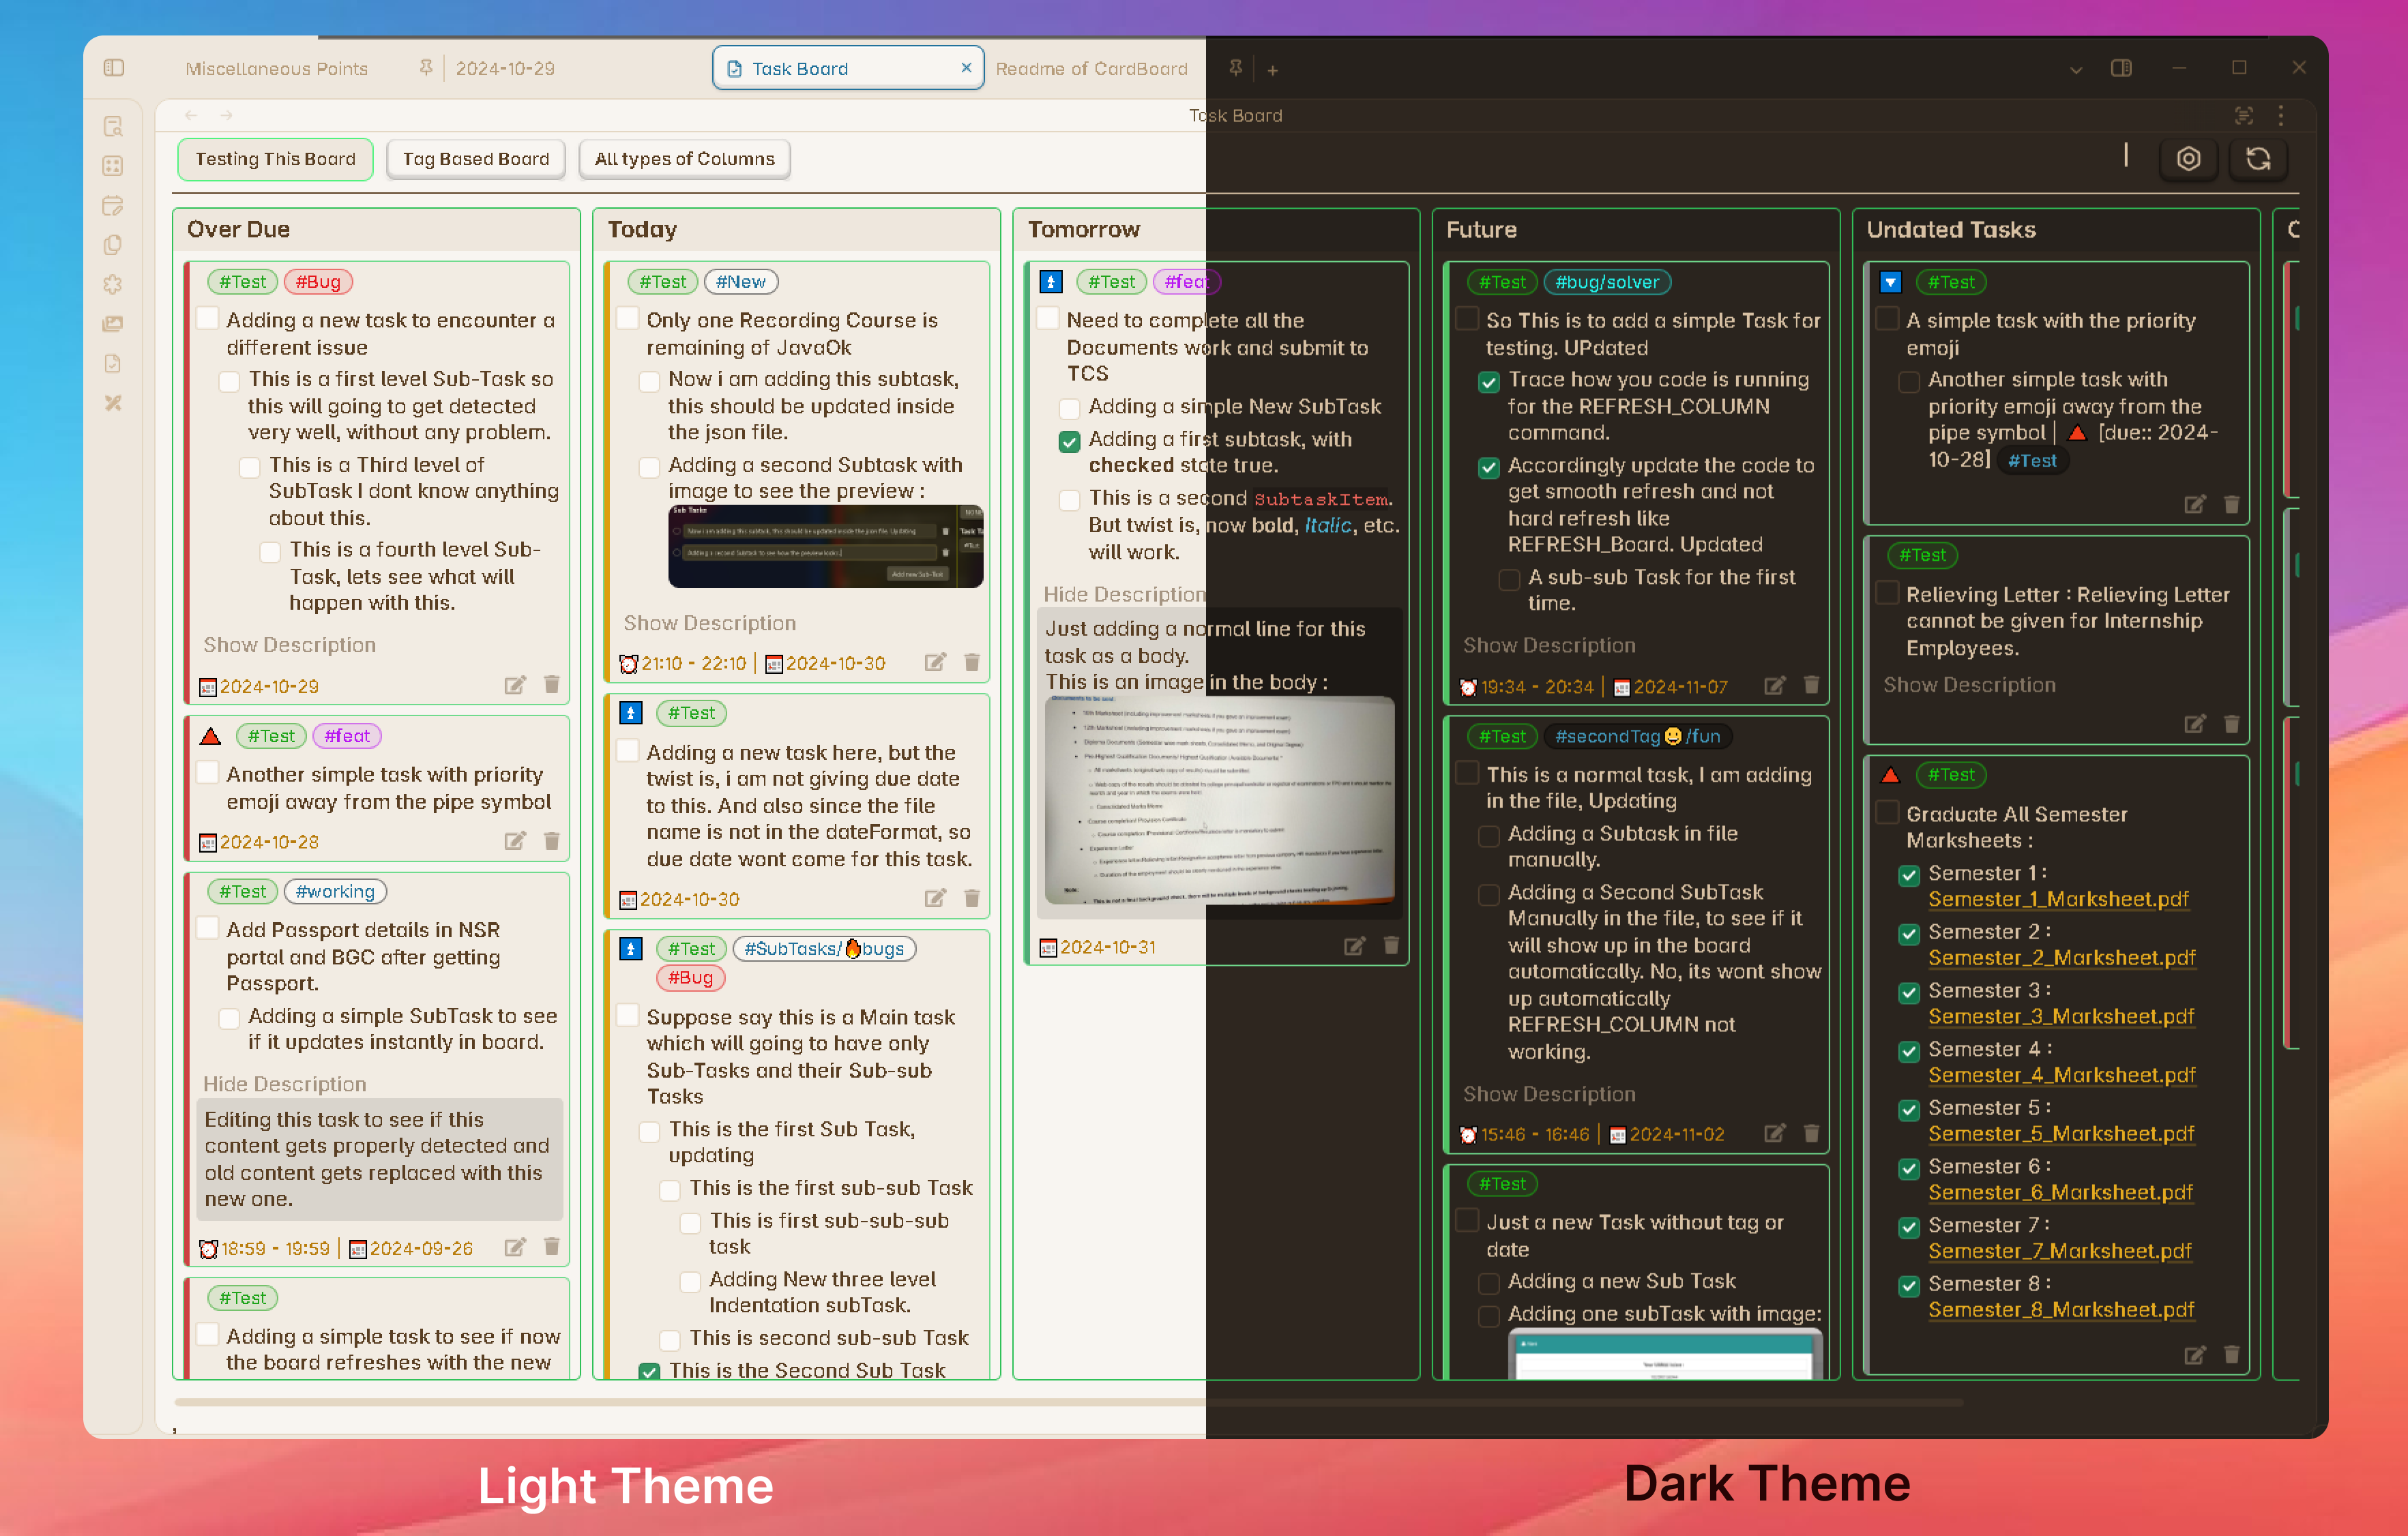 Miscellaneous Points
2024-10-29
Task Board
Readme of CardBoard
Task Board
Testing This Board
Tag Based Board
All types of Columns
Over Due
#Test #Bug
Adding a new task to encounter a
different issue
This is a first level Sub-Task so
this will going to get detected
very well, without any problem.
This is a Third level of
SubTask I dont know anything
about this.
This is a fourth level Sub-
Task, lets see what will
happen with this.
Show Description
2024-10-29
#Test #feat
Another simple task with priority
emoji away from the pipe symbol
2024-10-28
#Test #working
Add Passport details in NSR
portal and BGC after getting
Passport.
Adding a simple SubTask to see
if it updates instantly in board.
Hide Description
Editing this task to see if this
content gets properly detected and
old content gets replaced with this
new one.
18:59 - 19:59 | 2024-09-26
#Test
Adding a simple task to see if now
the board refreshes with the new
Today
#Test #New
Only one Recording Course is
remaining of JavaOk
Now i am adding this subtask,
this should be updated inside
the json file.
Adding a second Subtask with
image to see the preview :
Sub Tasks
Now i am adding this subtask, this should be updated inside the json file. Updating
Adding a second Subtask to see how the preview looks.
Add new Sub-Task
Show Description
21:10 - 22:10 | 2024-10-30
#Test
Adding a new task here, but the
twist is, i am not giving due date
to this. And also since the file
name is not in the dateFormat, so
due date wont come for this task.
2024-10-30
#Test #SubTasks/🔥bugs
#Bug
Suppose say this is a Main task
which will going to have only
Sub-Tasks and their Sub-sub
Tasks
This is the first Sub Task,
updating
This is the first sub-sub Task
This is first sub-sub-sub
task
Adding New three level
Indentation subTask.
This is second sub-sub Task
This is the Second Sub Task
Tomorrow
#Test #feat
Need to complete all the
Documents work and submit to
TCS
Adding a simple New SubTask
Adding a first subtask, with
checked state true.
This is a second SubtaskItem.
But twist is, now bold, Italic, etc.
will work.
Hide Description
Just adding a normal line for this
task as a body.
This is an image in the body :
2024-10-31
Future
#Test #bug/solver
So This is to add a simple Task for
testing. UPdated
Trace how you code is running
for the REFRESH_COLUMN
command.
Accordingly update the code to
get smooth refresh and not
hard refresh like
REFRESH_Board. Updated
A sub-sub Task for the first
time.
Show Description
19:34 - 20:34 | 2024-11-07
#Test #secondTag😀/fun
This is a normal task, I am adding
in the file, Updating
Adding a Subtask in file
manually.
Adding a Second SubTask
Manually in the file, to see if it
will show up in the board
automatically. No, its wont show
up automatically
REFRESH_COLUMN not
working.
Show Description
15:46 - 16:46 | 2024-11-02
#Test
Just a new Task without tag or
date
Adding a new Sub Task
Adding one subTask with image:
Undated Tasks
#Test
A simple task with the priority
emoji
Another simple task with
priority emoji away from the
pipe symbol | 🔺 [due:: 2024-
10-28] #Test
#Test
Relieving Letter : Relieving Letter
cannot be given for Internship
Employees.
Show Description
#Test
Graduate All Semester
Marksheets :
Semester 1 :
Semester_1_Marksheet.pdf
Semester 2 :
Semester_2_Marksheet.pdf
Semester 3 :
Semester_3_Marksheet.pdf
Semester 4 :
Semester_4_Marksheet.pdf
Semester 5 :
Semester_5_Marksheet.pdf
Semester 6 :
Semester_6_Marksheet.pdf
Semester 7 :
Semester_7_Marksheet.pdf
Semester 8 :
Semester_8_Marksheet.pdf
Light Theme
Dark Theme